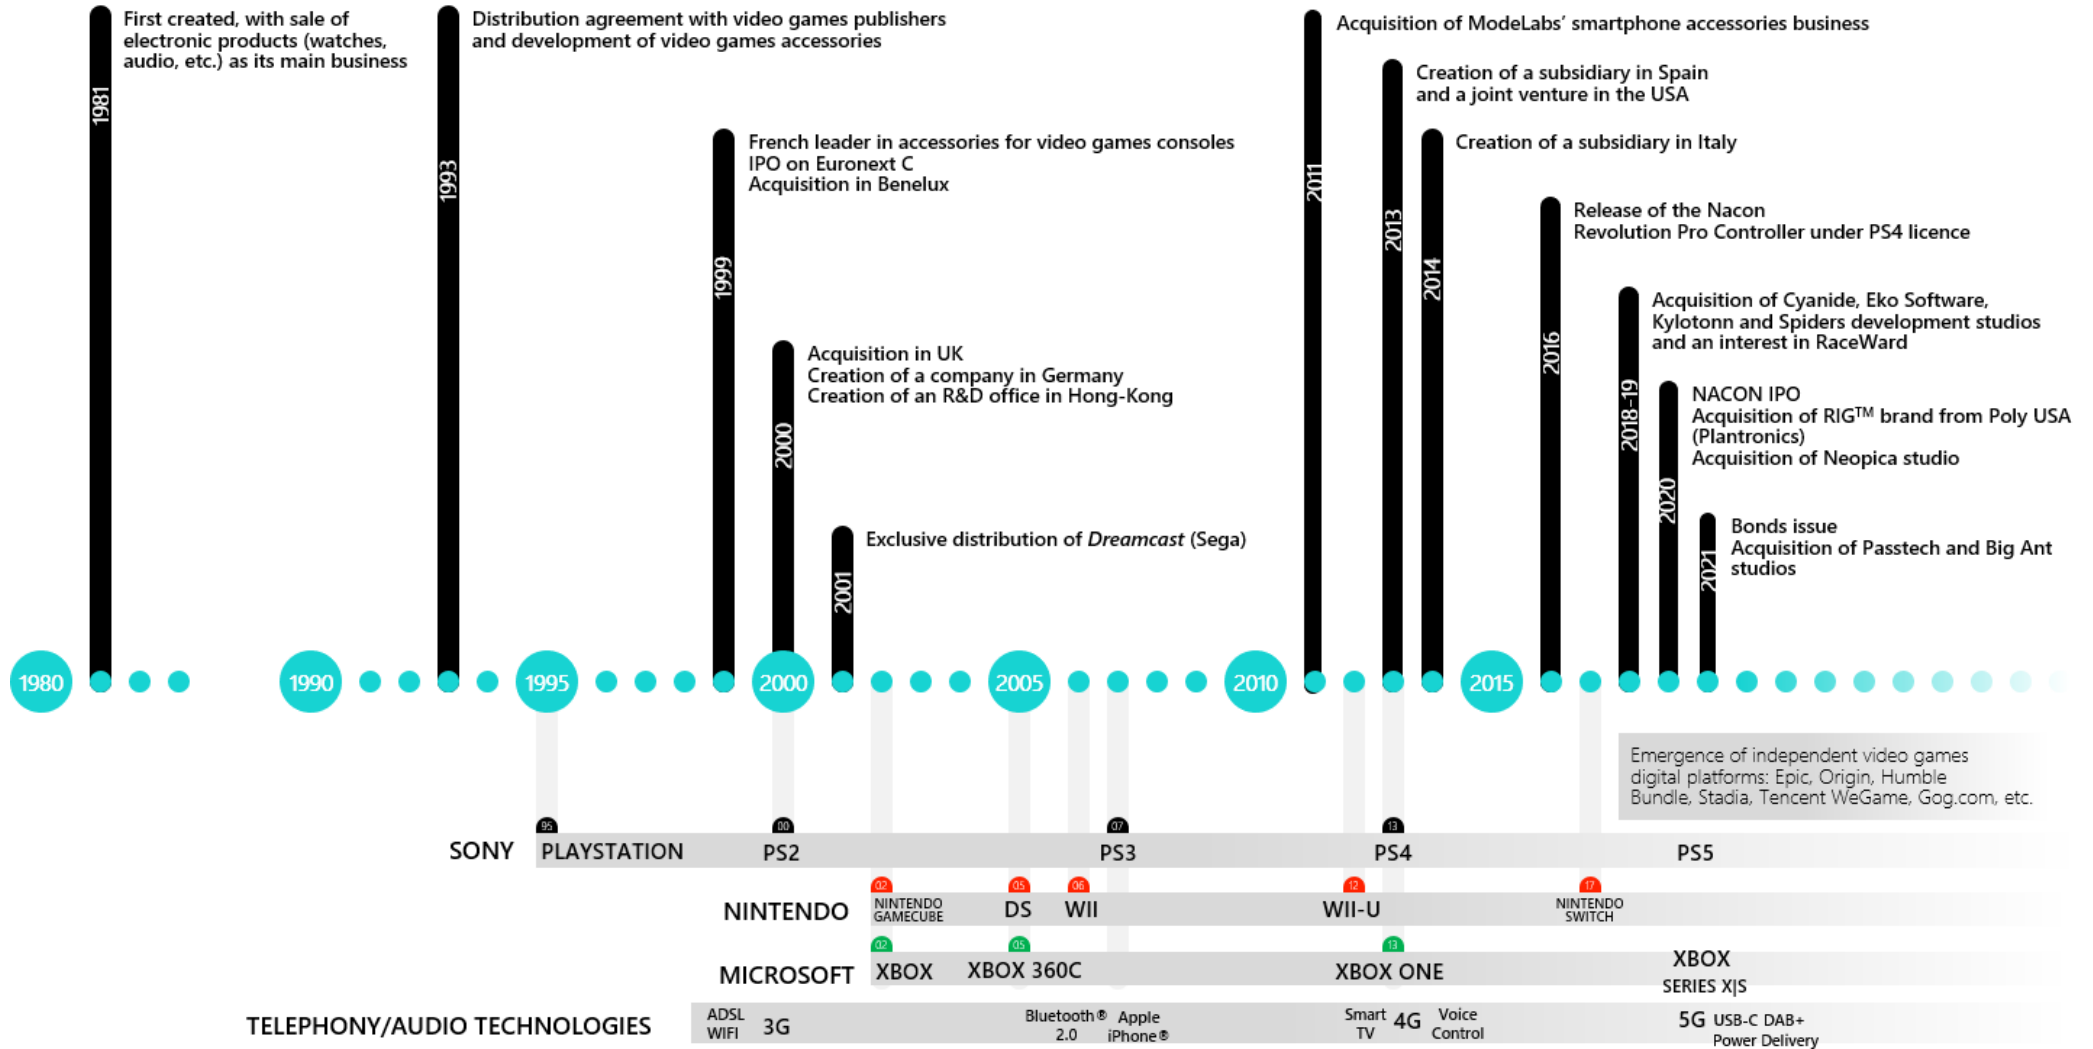 1981
First created, with sale of
electronic products (watches,
audio, etc.) as its main business
1993
Distribution agreement with video games publishers
and development of video games accessories
1999
French leader in accessories for video games consoles
IPO on Euronext C
Acquisition in Benelux
2000
Acquisition in UK
Creation of a company in Germany
Creation of an R&D office in Hong-Kong
2001
Exclusive distribution of Dreamcast (Sega)
2011
Acquisition of ModeLabs' smartphone accessories business
2013
Creation of a subsidiary in Spain
and a joint venture in the USA
2014
Creation of a subsidiary in Italy
2016
Release of the Nacon
Revolution Pro Controller under PS4 licence
2018-19
Acquisition of Cyanide, Eko Software,
Kylotonn and Spiders development studios
and an interest in RaceWard
2020
NACON IPO
Acquisition of RIG™ brand from Poly USA
(Plantronics)
Acquisition of Neopica studio
2021
Bonds issue
Acquisition of Passtech and Big Ant
studios
1980 1990 1995 2000 2005 2010 2015
Emergence of independent video games
digital platforms: Epic, Origin, Humble
Bundle, Stadia, Tencent WeGame, Gog.com, etc.
95 00 07 13
SONY PLAYSTATION PS2 PS3 PS4 PS5
02 05 06 12 17
NINTENDO NINTENDO GAMECUBE DS WII WII-U NINTENDO SWITCH
02 05 13
MICROSOFT XBOX XBOX 360C XBOX ONE XBOX SERIES X|S
TELEPHONY/AUDIO TECHNOLOGIES ADSL WIFI 3G Bluetooth® 2.0 Apple iPhone® Smart TV 4G Voice Control 5G USB-C DAB+ Power Delivery